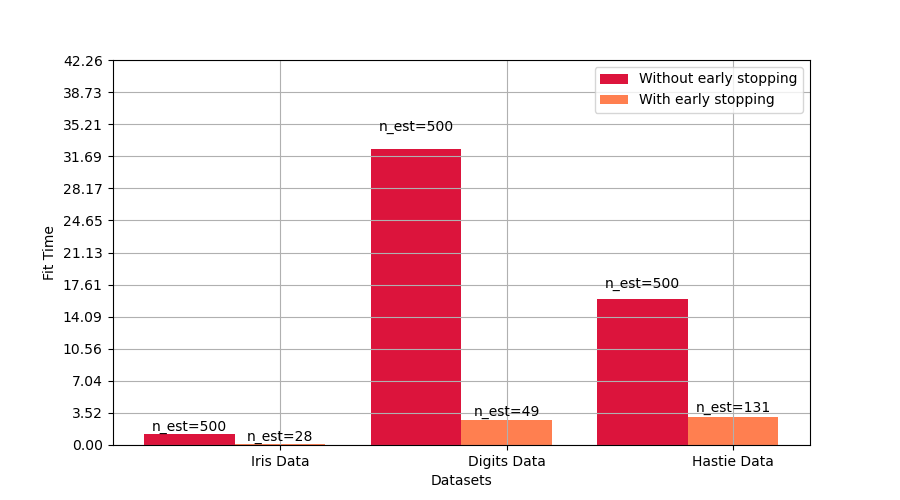 42.26
38.73
35.21
31.69
28.17
24.65
21.13
17.61
14.09
10.56
7.04
3.52
0.00
Fit Time
Without early stopping
With early stopping
n_est=500
n_est=28
n_est=500
n_est=49
n_est=500
n_est=131
Iris Data
Digits Data
Hastie Data
Datasets